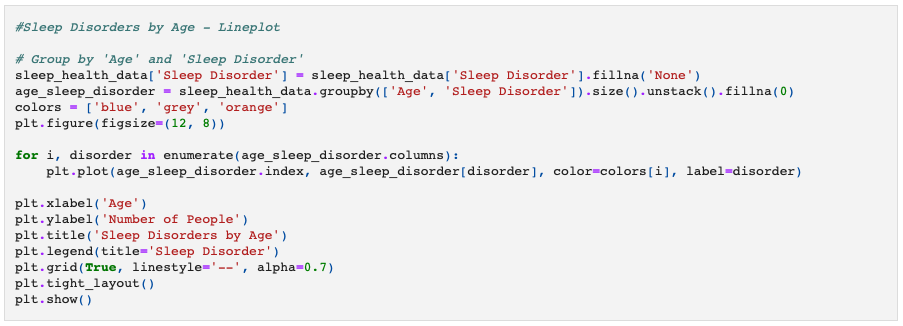 #Sleep Disorders by Age - Lineplot
# Group by 'Age' and 'Sleep Disorder'
sleep_health_data['Sleep Disorder'] = sleep_health_data['Sleep Disorder'].fillna('None')
age_sleep_disorder = sleep_health_data.groupby(['Age', 'Sleep Disorder']).size().unstack().fillna(0)
colors = ['blue', 'grey', 'orange']
plt.figure(figsize=(12, 8))
for i, disorder in enumerate(age_sleep_disorder.columns):
    plt.plot(age_sleep_disorder.index, age_sleep_disorder[disorder], color=colors[i], label=disorder)
plt.xlabel('Age')
plt.ylabel('Number of People')
plt.title('Sleep Disorders by Age')
plt.legend(title='Sleep Disorder')
plt.grid(True, linestyle='--', alpha=0.7)
plt.tight_layout()
plt.show()